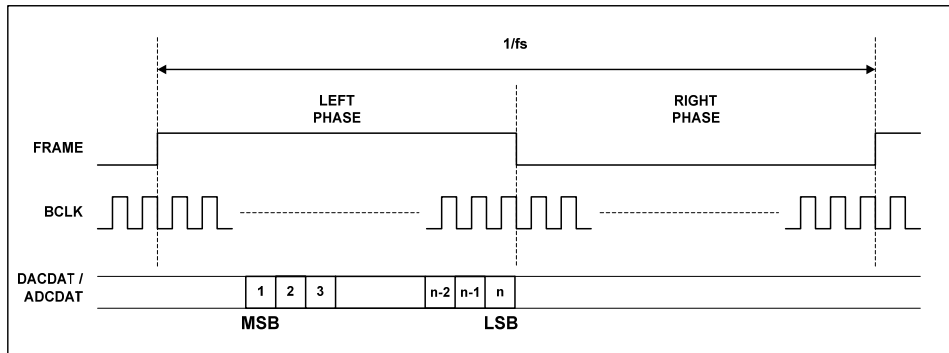 1/fs
LEFT
PHASE
RIGHT
PHASE
FRAME
BCLK
DACDAT /
ADCDAT
1 2 3 n-2 n-1 n
MSB LSB